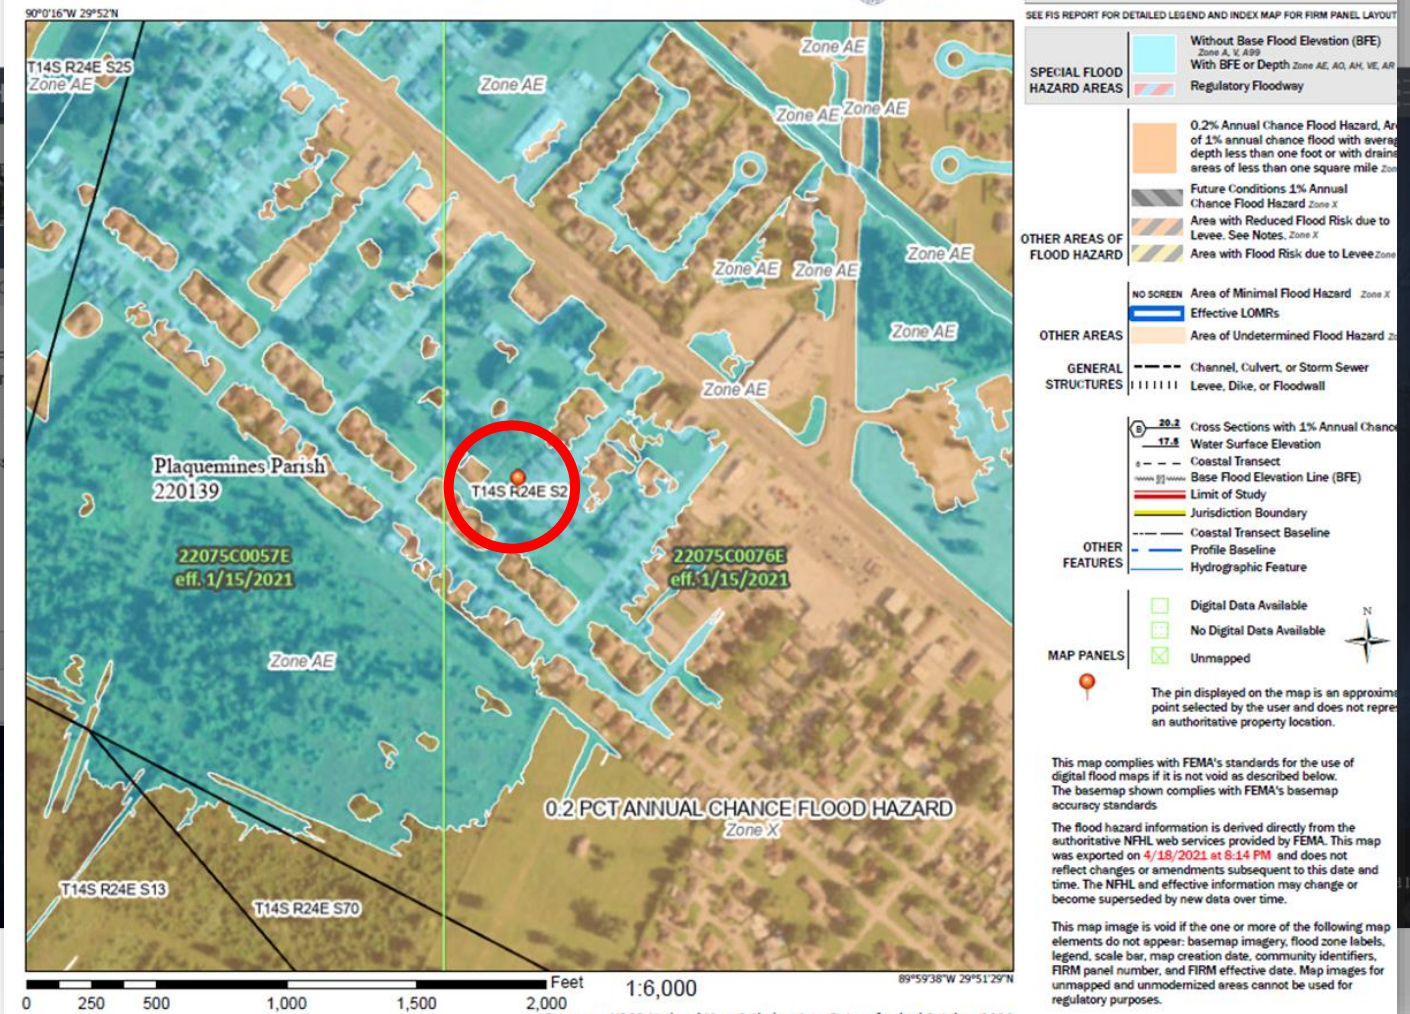 90°0'16"W 29°52'N
SEE FIS REPORT FOR DETAILED LEGEND AND INDEX MAP FOR FIRM PANEL LAYOUT
T14S R24E S25
Zone AE
Zone AE
Zone AE
Zone AE
Zone AE
Zone AE
Zone AE
Zone AE
Zone AE
Zone AE
Plaquemines Parish
220139
T14S R24E S2
22075C0057E
eff. 1/15/2021
22075C0076E
eff. 1/15/2021
Zone AE
0.2 PCT ANNUAL CHANCE FLOOD HAZARD
Zone X
T14S R24E S13
T14S R24E S70
89°59'38"W 29°51'29"N
Feet
1:6,000
0 250 500 1,000 1,500 2,000
SPECIAL FLOOD
HAZARD AREAS
Without Base Flood Elevation (BFE)
Zone A, V, A99
With BFE or Depth Zone AE, AO, AH, VE, AR
Regulatory Floodway
OTHER AREAS OF
FLOOD HAZARD
0.2% Annual Chance Flood Hazard,
of 1% annual chance flood with
depth less than one foot or with
areas of less than one square mile
Future Conditions 1% Annual
Chance Flood Hazard Zone X
Area with Reduced Flood Risk due to
Levee. See Notes. Zone X
Area with Flood Risk due to Levee Zone
OTHER AREAS
NO SCREEN Area of Minimal Flood Hazard Zone X
Effective LOMRs
Area of Undetermined Flood Hazard
GENERAL
STRUCTURES
Channel, Culvert, or Storm Sewer
Levee, Dike, or Floodwall
OTHER
FEATURES
B 20.2 Cross Sections with 1% Annual Chance
17.5 Water Surface Elevation
8 Coastal Transect
Base Flood Elevation Line (BFE)
Limit of Study
Jurisdiction Boundary
Coastal Transect Baseline
Profile Baseline
Hydrographic Feature
MAP PANELS
Digital Data Available
No Digital Data Available
Unmapped
N
The pin displayed on the map is an
point selected by the user and does not
an authoritative property location.
This map complies with FEMA's standards for the use of
digital flood maps if it is not void as described below.
The basemap shown complies with FEMA's basemap
accuracy standards
The flood hazard information is derived directly from the
authoritative NFHL web services provided by FEMA. This map
was exported on 4/18/2021 at 8:14 PM and does not
reflect changes or amendments subsequent to this date and
time. The NFHL and effective information may change or
become superseded by new data over time.
This map image is void if the one or more of the following map
elements do not appear: basemap imagery, flood zone labels,
legend, scale bar, map creation date, community identifiers,
FIRM panel number, and FIRM effective date. Map images for
unmapped and unmodernized areas cannot be used for
regulatory purposes.